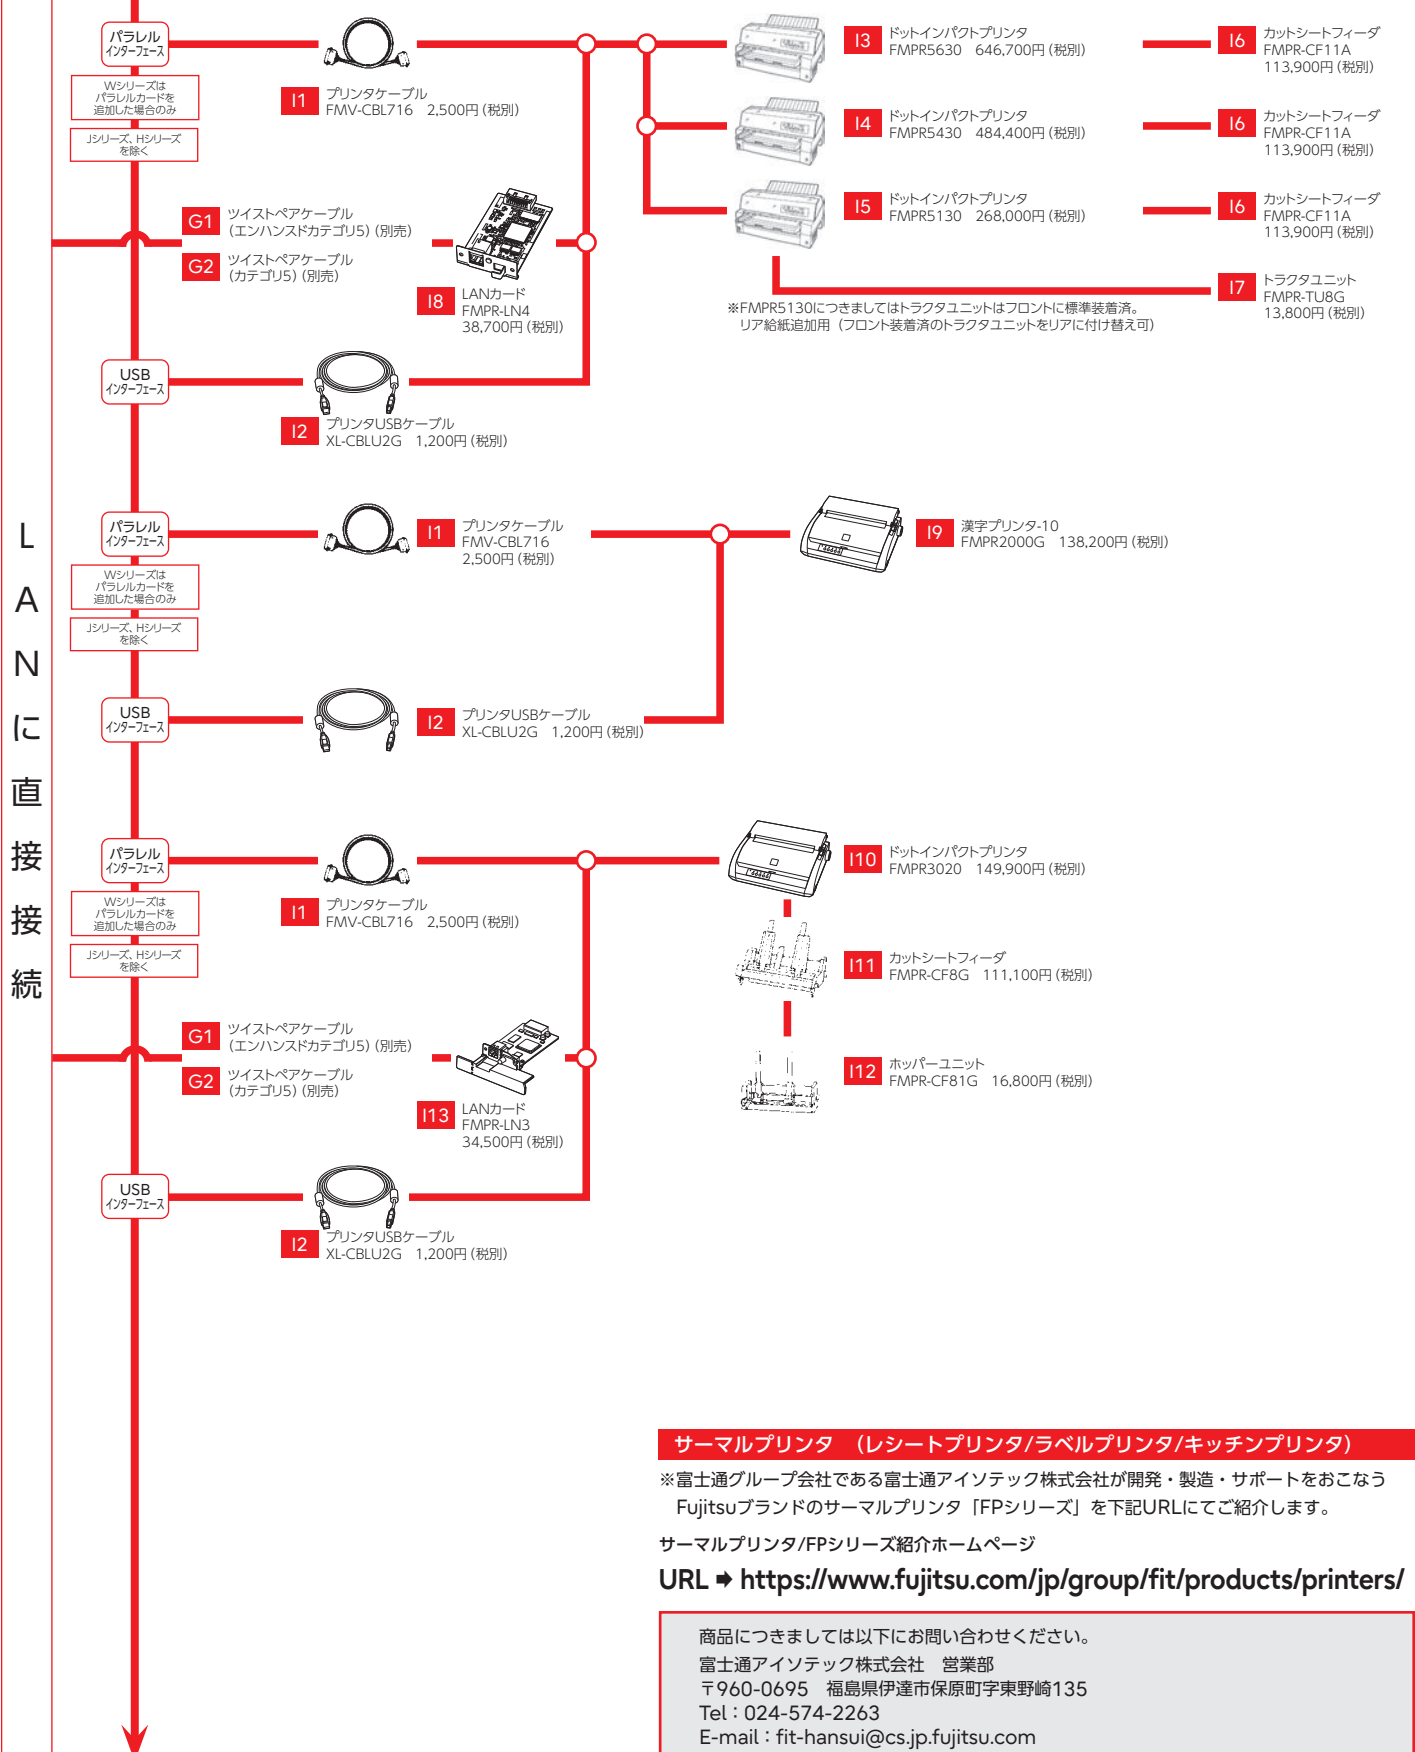 パラレル
インターフェース
Wシリーズは
パラレルカードを
追加した場合のみ
Jシリーズ、Hシリーズ
を除く
I1 プリンタケーブル
FMV-CBL716 2,500円(税別)
I3 ドットインパクトプリンタ
FMPR5630 646,700円(税別)
I6 カットシートフィーダ
FMPR-CF11A
113,900円(税別)
I4 ドットインパクトプリンタ
FMPR5430 484,400円(税別)
I6 カットシートフィーダ
FMPR-CF11A
113,900円(税別)
I5 ドットインパクトプリンタ
FMPR5130 268,000円(税別)
I6 カットシートフィーダ
FMPR-CF11A
113,900円(税別)
G1 ツイストペアケーブル
(エンハンスドカテゴリ5)(別売)
G2 ツイストペアケーブル
(カテゴリ5)(別売)
I8 LANカード
FMPR-LN4
38,700円(税別)
I7 トラクタユニット
FMPR-TU8G
13,800円(税別)
※FMPR5130につきましてはトラクタユニットはフロントに標準装着済。
リア給紙追加用(フロント装着済のトラクタユニットをリアに付け替え可)
USB
インターフェース
I2 プリンタUSBケーブル
XL-CBLU2G 1,200円(税別)
LANに直接接続
パラレル
インターフェース
Wシリーズは
パラレルカードを
追加した場合のみ
Jシリーズ、Hシリーズ
を除く
I1 プリンタケーブル
FMV-CBL716
2,500円(税別)
I9 漢字プリンタ-10
FMPR2000G 138,200円(税別)
USB
インターフェース
I2 プリンタUSBケーブル
XL-CBLU2G 1,200円(税別)
パラレル
インターフェース
Wシリーズは
パラレルカードを
追加した場合のみ
Jシリーズ、Hシリーズ
を除く
I1 プリンタケーブル
FMV-CBL716 2,500円(税別)
I10 ドットインパクトプリンタ
FMPR3020 149,900円(税別)
I11 カットシートフィーダ
FMPR-CF8G 111,100円(税別)
I12 ホッパーユニット
FMPR-CF81G 16,800円(税別)
G1 ツイストペアケーブル
(エンハンスドカテゴリ5)(別売)
G2 ツイストペアケーブル
(カテゴリ5)(別売)
I13 LANカード
FMPR-LN3
34,500円(税別)
USB
インターフェース
I2 プリンタUSBケーブル
XL-CBLU2G 1,200円(税別)
サーマルプリンタ (レシートプリンタ/ラベルプリンタ/キッチンプリンタ)
※富士通グループ会社である富士通アイソテック株式会社が開発・製造・サポートをおこなう
Fujitsuブランドのサーマルプリンタ「FPシリーズ」を下記URLにてご紹介します。
サーマルプリンタ/FPシリーズ紹介ホームページ
URL ➡ https://www.fujitsu.com/jp/group/fit/products/printers/
商品につきましては以下にお問い合わせください。
富士通アイソテック株式会社 営業部
〒960-0695 福島県伊達市保原町字東野崎135
Tel：024-574-2263
E-mail：fit-hansui@cs.jp.fujitsu.com